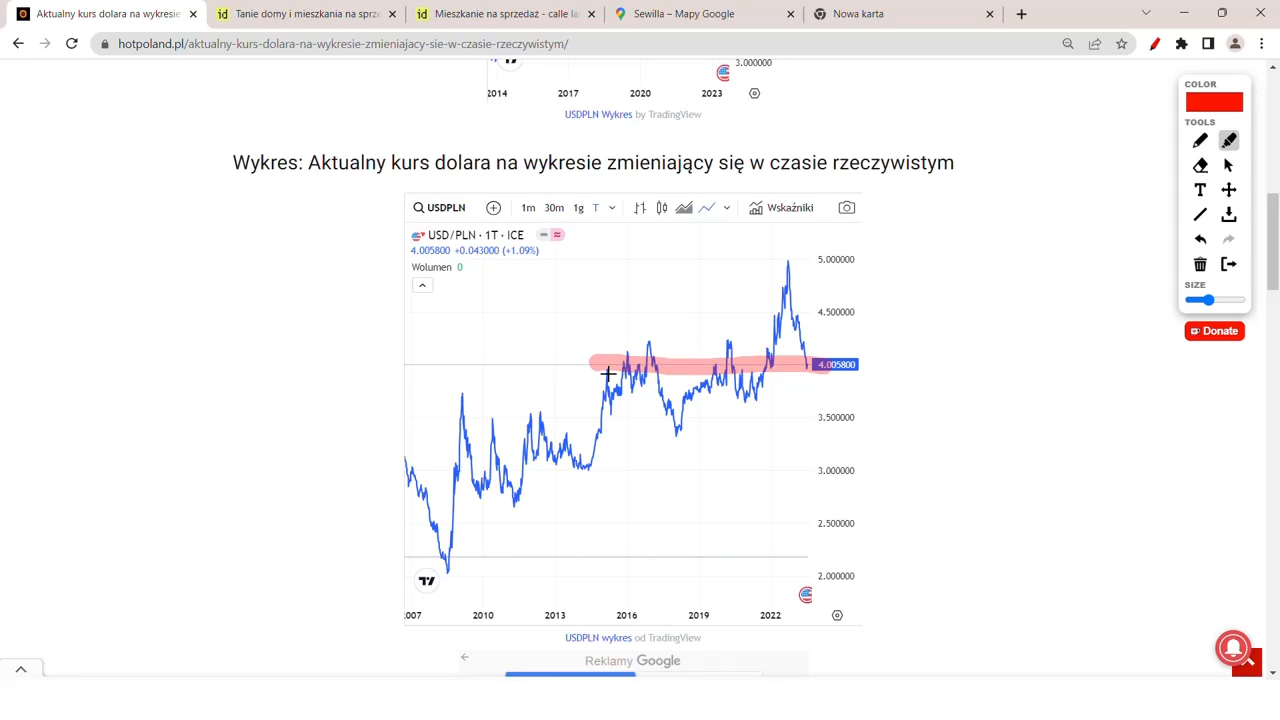 Aktualny kurs dolara na wykresie
Tanie domy i mieszkania na sprze
Mieszkanie na sprzedaż - calle la
Sewilla – Mapy Google
Nowa karta
hotpoland.pl/aktualny-kurs-dolara-na-wykresie-zmieniajacy-sie-w-czasie-rzeczywistym/
3.000000
2014 2017 2020 2023
USDPLN Wykres by TradingView
Wykres: Aktualny kurs dolara na wykresie zmieniający się w czasie rzeczywistym
USDPLN 1m 30m 1g T Wskaźniki
USD/PLN · 1T · ICE
4.005800 +0.043000 (+1.09%)
Wolumen 0
5.000000
4.500000
4.005800
3.500000
3.000000
2.500000
2.000000
2007 2010 2013 2016 2019 2022
USDPLN wykres od TradingView
Reklamy Google
COLOR
TOOLS
T
SIZE
Donate